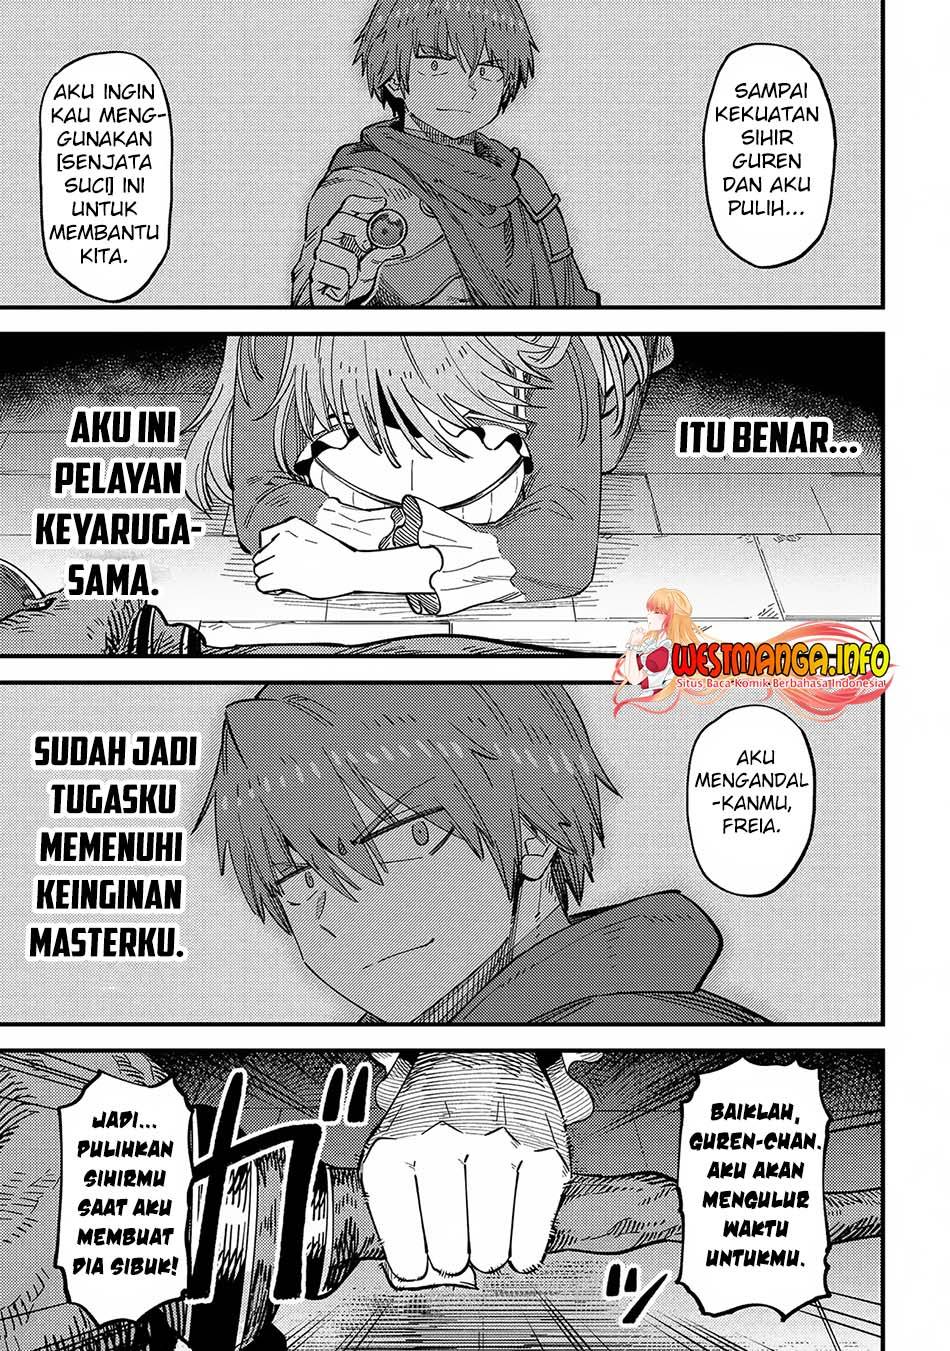 SAMPAI
KEKUATAN
SIHIR
GUREN
DAN AKU
PULIH...
AKU INGIN
KAU MENG-
GUNAKAN
[SENJATA
SUCI] INI
UNTUK
MEMBANTU
KITA.
ITU BENAR...
AKU INI
PELAYAN
KEYARUGA-
SAMA.
WESTMANGA.INFO
SITUS BACA KOMIK BERBAHASA INDONESIA
AKU
MENGANDAL
-KANMU,
FREIA.
SUDAH JADI
TUGASKU
MEMENUHI
KEINGINAN
MASTERKU.
BAIKLAH,
GUREN-CHAN.
AKU AKAN
MENGULUR
WAKTU
UNTUKMU.
ガッ
JADI...
PULIHKAN
SIHIRMU
SAAT AKU
MEMBUAT
DIA SIBUK!